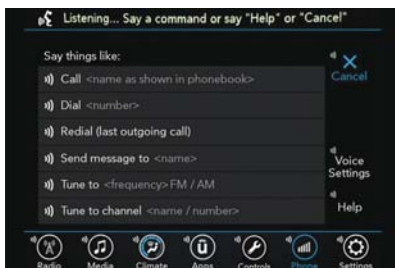 Listening... Say a command or say "Help" or "Cancel"
Say things like:
Call <name as shown in phonebook>
Cancel
Dial <number>
Redial (last outgoing call)
Send message to <name>
Voice
Settings
Tune to <frequency> FM / AM
Tune to channel <name / number>
Help
Radio
Media
Climate
Apps
Controls
Phone
Settings